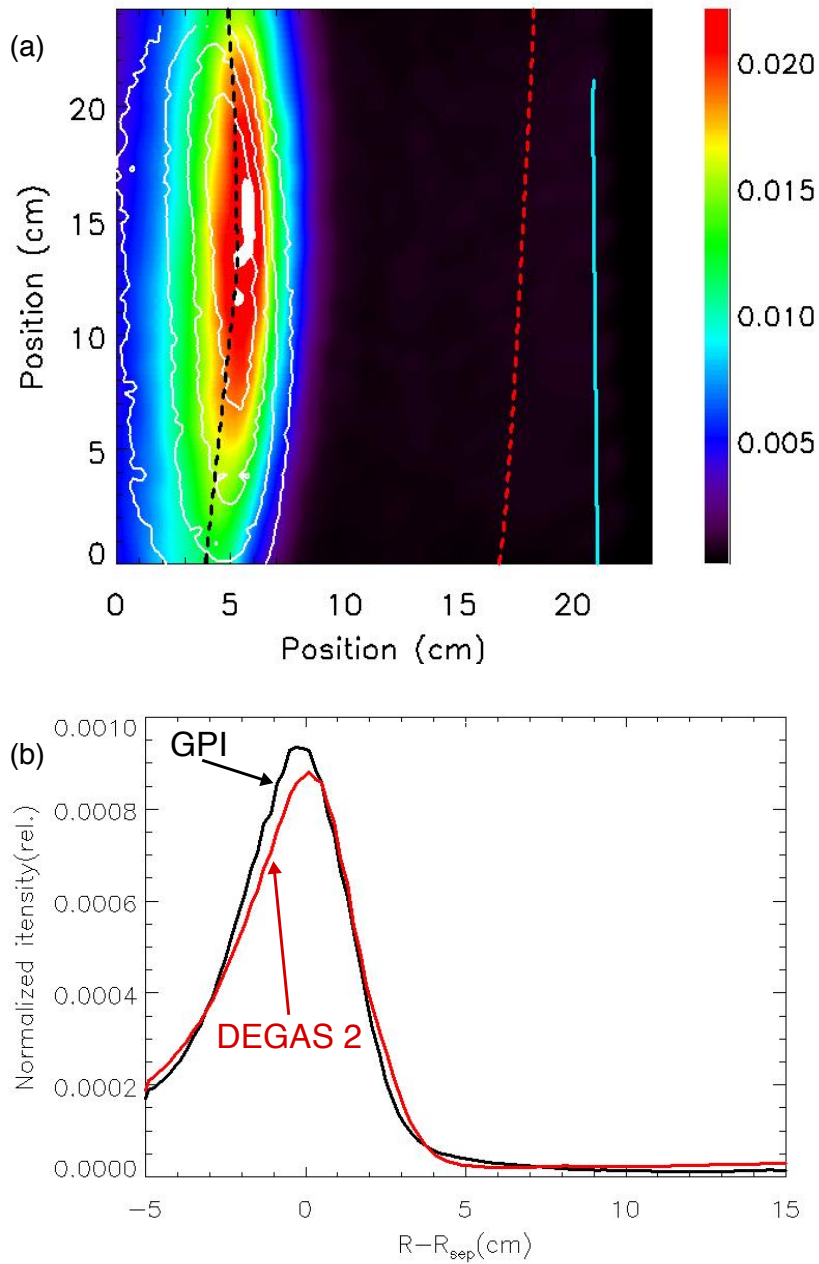 (a)
20
15
10
5
0
Position (cm)
0 5 10 15 20
Position (cm)
0.020
0.015
0.010
0.005
(b)
0.0010
0.0008
0.0006
0.0004
0.0002
0.0000
Normalized itensity(rel.)
GPI
DEGAS 2
−5 0 5 10 15
R−Rsep(cm)